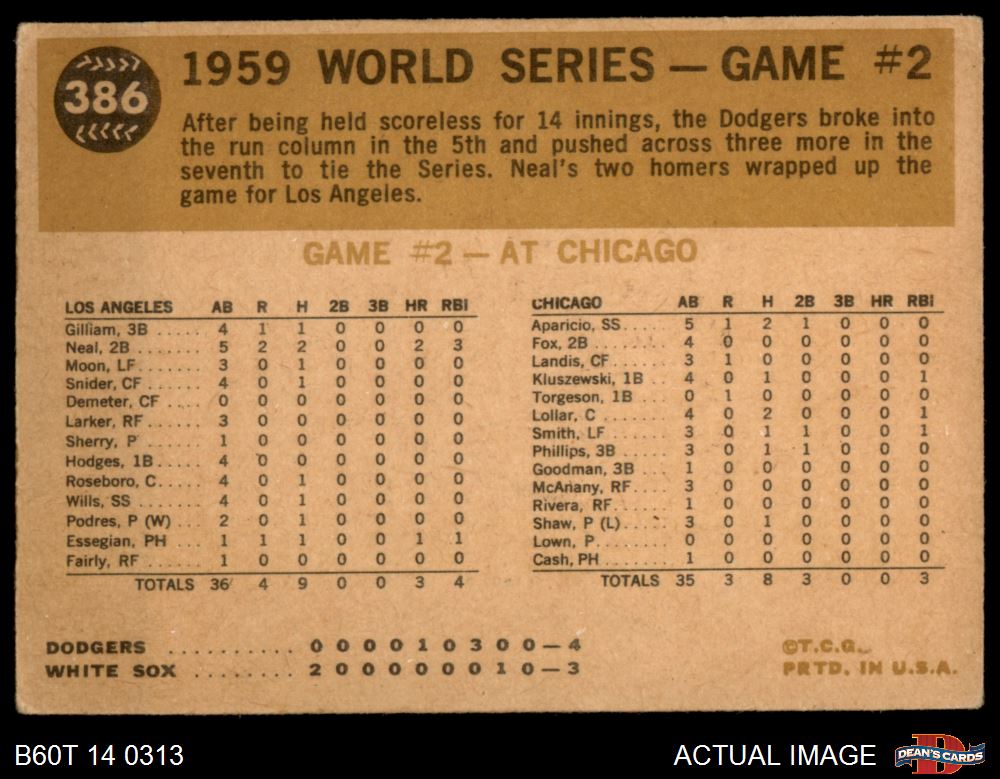 386
1959 WORLD SERIES — GAME #2
After being held scoreless for 14 innings, the Dodgers broke into
the run column in the 5th and pushed across three more in the
seventh to tie the Series. Neal's two homers wrapped up the
game for Los Angeles.
GAME #2 — AT CHICAGO
LOS ANGELES AB R H 2B 3B HR RBI
Gilliam, 3B ..... 4 1 1 0 0 0 0
Neal, 2B ........ 5 2 2 0 0 2 3
Moon, LF ........ 3 0 1 0 0 0 0
Snider, CF ...... 4 0 1 0 0 0 0
Demeter, CF .... 0 0 0 0 0 0 0
Larker, RF ...... 3 0 0 0 0 0 0
Sherry, P ....... 1 0 0 0 0 0 0
Hodges, 1B..... 4 0 0 0 0 0 0
Roseboro, C..... 4 0 1 0 0 0 0
Wills, SS ....... 4 0 1 0 0 0 0
Podres, P (W) ... 2 0 1 0 0 0 0
Essegian, PH ... 1 1 1 0 0 1 1
Fairly, RF ...... 1 0 0 0 0 0 0
TOTALS 36 4 9 0 0 3 4
CHICAGO AB R H 2B 3B HR RBI
Aparicio, SS..... 5 1 2 1 0 0 0
Fox, 2B ........ 4 0 0 0 0 0 0
Landis, CF ...... 3 1 0 0 0 0 0
Kluszewski, 1B .. 4 0 1 0 0 0 1
Torgeson, 1B ... 0 1 0 0 0 0 0
Lollar, C ....... 4 0 2 0 0 0 1
Smith, LF ....... 3 0 1 1 0 0 1
Phillips, 3B ..... 3 0 1 1 0 0 0
Goodman, 3B ... 1 0 0 0 0 0 0
McAnany, RF.... 3 0 0 0 0 0 0
Rivera, RF...... 1 0 0 0 0 0 0
Shaw, P (L).... 3 0 1 0 0 0 0
Lown, P........ 0 0 0 0 0 0 0
Cash, PH ...... 1 0 0 0 0 0 0
TOTALS 35 3 8 3 0 0 3
DODGERS .......... 0 0 0 0 1 0 3 0 0 — 4
WHITE SOX ........ 2 0 0 0 0 0 0 1 0 — 3
©T.C.G.
PRTD. IN U.S.A.
B60T 14 0313
ACTUAL IMAGE
D
DEAN'S CARDS